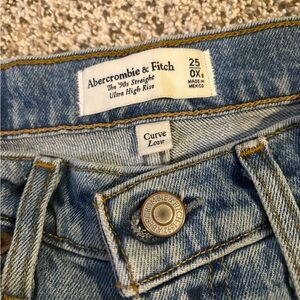 Abercrombie & Fitch
The '90s Straight
Ultra High Rise
25
0X S
MADE IN
MEXICO
Curve
Love